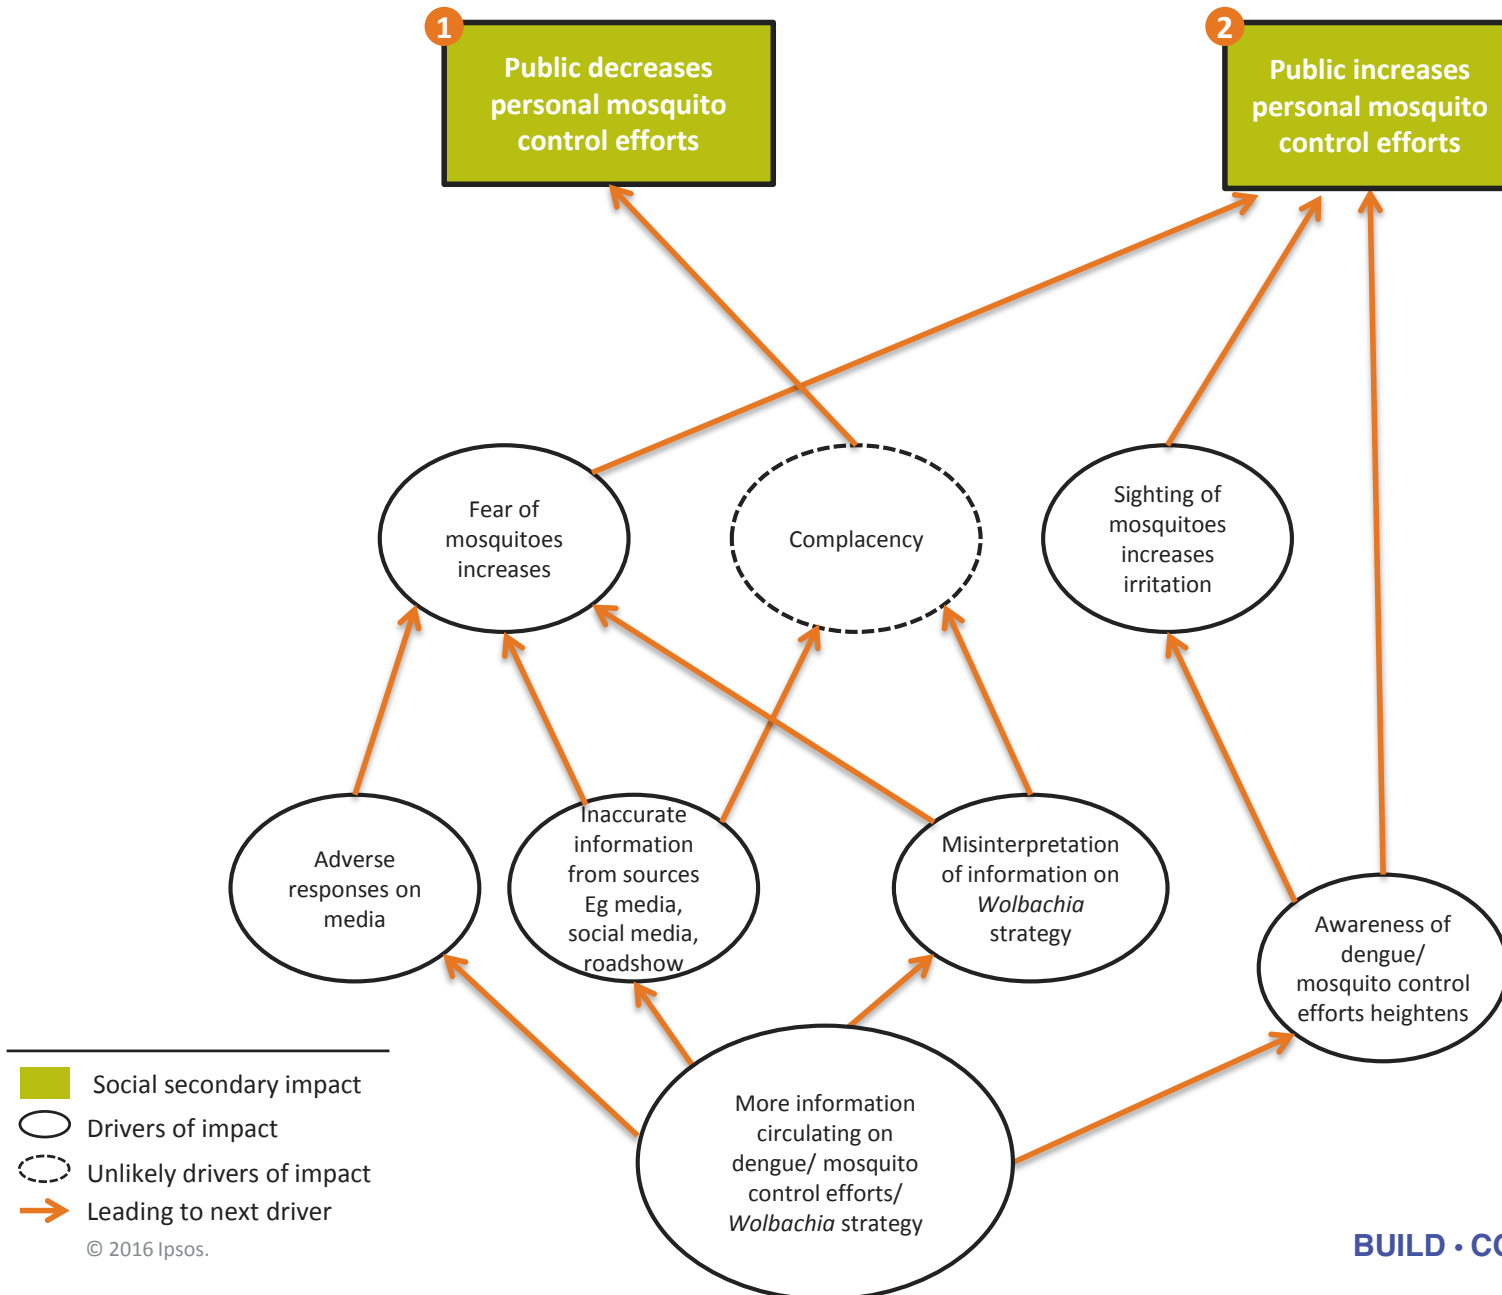 1
Public decreases
personal mosquito
control efforts
2
Public increases
personal mosquito
control efforts
Fear of
mosquitoes
increases
Complacency
Sighting of
mosquitoes
increases
irritation
Adverse
responses on
media
Inaccurate
information
from sources
Eg media,
social media,
roadshow
Misinterpretation
of information on
Wolbachia
strategy
Awareness of
dengue/
mosquito control
efforts heightens
More information
circulating on
dengue/ mosquito
control efforts/
Wolbachia strategy
Social secondary impact
Drivers of impact
Unlikely drivers of impact
Leading to next driver
© 2016 Ipsos.
BUILD •